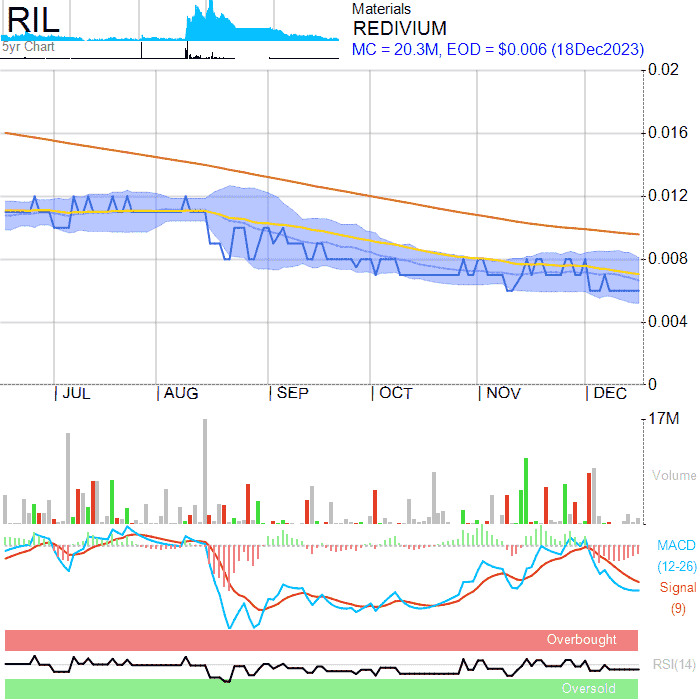 RIL
5yr Chart
Materials
REDIVIUM
MC = 20.3M, EOD = $0.006 (18Dec2023)
0.02
0.016
0.012
0.008
0.004
0
JUL AUG SEP OCT NOV DEC
17M
Volume
MACD
(12-26)
Signal
(9)
Overbought
RSI(14)
Oversold